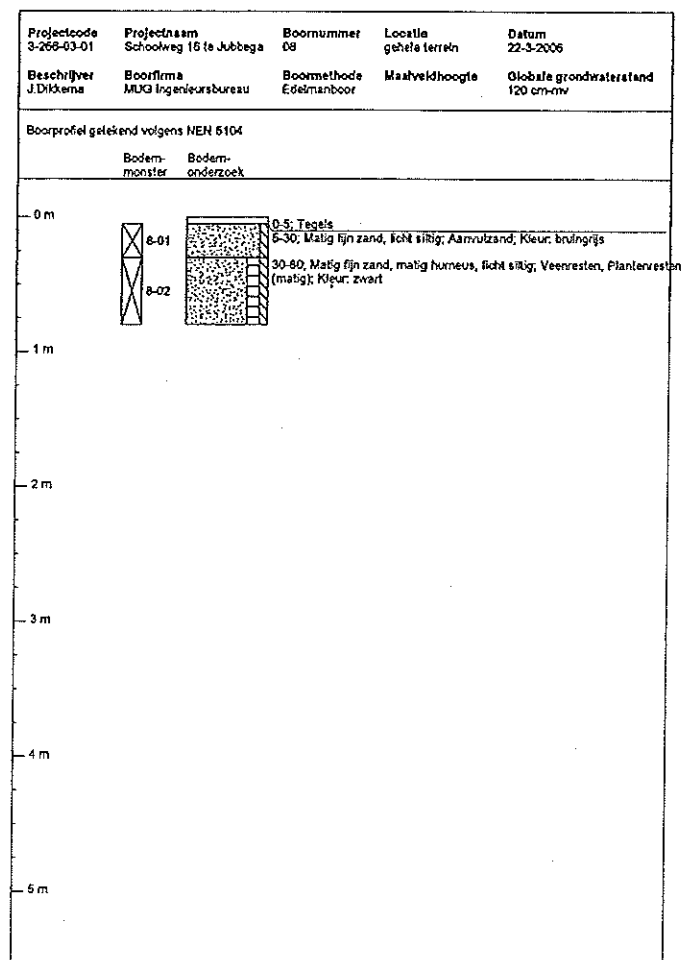 Projectcode Projectnaam Boornummer Locatie Datum
3-266-03-01 Schoolweg 16 te Jubbega 08 gehele terrein 22-3-2006
Beschrijver Boorfirma Boormethode Maaiveldhoogte Globale grondwaterstand
J.Dikkema MUG Ingenieursbureau Edelmanboor 120 cm-mv
Boorprofiel getekend volgens NEN 5104
Bodem- Bodem-
monster onderzoek
0 m
0-5; Tegels
8-01 5-30; Matig fijn zand, licht siltig; Aanvulzand; Kleur: bruingrijs
30-80; Matig fijn zand, matig humeus, licht siltig; Veenresten, Plantenresten
8-02 (matig); Kleur: zwart
1 m
2 m
3 m
4 m
5 m